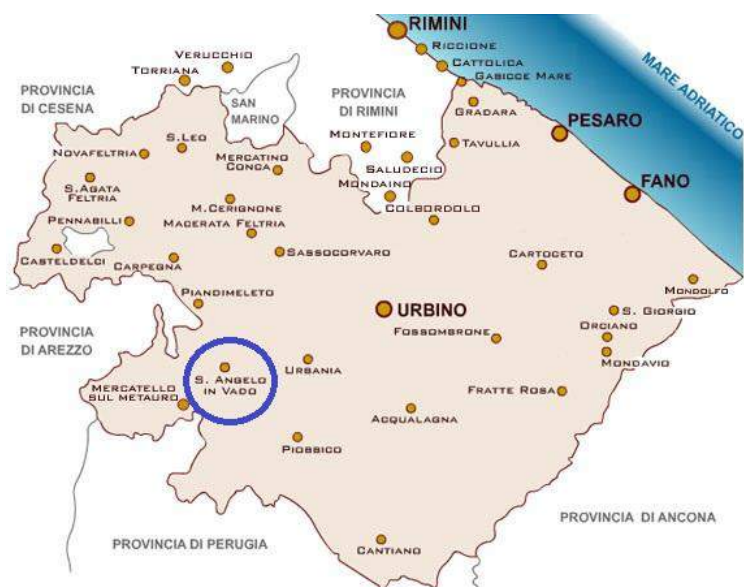 RIMINI
RICCIONE
CATTOLICA
GABICCE MARE
MARE ADRIATICO
VERUCCHIO
TORRIANA
PROVINCIA
DI CESENA
SAN
MARINO
PROVINCIA
DI RIMINI
GRADARA
PESARO
TAVULLIA
MONTEFIORE
SALUDECIO
MONDAINO
S.LEO
NOVAFELTRIA
MERCATINO
CONCA
S.AGATA
FELTRIA
FANO
M.CERIGNONE
COLBORDOLO
PENNABILLI
MACERATA FELTRIA
SASSOCORVARO
CASTELDELCI
CARPEGNA
CARTOCETO
MONDOLFO
PIANDIMELETO
URBINO
S. GIORGIO
FOSSOMBRONE
ORCIANO
MONDAVIO
PROVINCIA
DI AREZZO
URBANIA
S. ANGELO
IN VADO
MERCATELLO
SUL METAURO
FRATTE ROSA
ACQUALAGNA
PIOBBICO
PROVINCIA DI ANCONA
PROVINCIA DI PERUGIA
CANTIANO